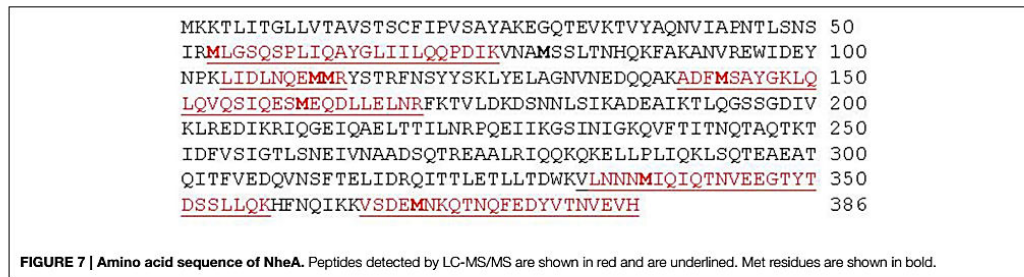 MKKTLITGLLVTAVSTSCFIPVSAYAKEGQTEVKTVYAQNVIAPNTLSNS 50
IRMLGSQSPLIQAYGLIILQQPDIKVNAMSSLTNHQKFAKANVREWIDEY 100
NPKLIDLNQEMMRYSTRFNSYYSKLYELAGNVNEDQQAKADFMSAYGKLQ 150
LQVQSIQESMEQDLLELNRFKTVLDKDSNNLSIKADEAIKTLQGSSGDIV 200
KLREDIKRIQGEIQAELTTILNRPQEIIKGSINIGKQVFTITNQTAQTKT 250
IDFVSIGTLSNEIVNAADSQTREAALRIQQKQKELLPLIQKLSQTEAEAT 300
QITFVEDQVNSFTELIDRQITTLETLLTDWKVLNNNMIQIQTNVEEGTYT 350
DSSLLQKHFNQIKKVSDEMNKQTNQFEDYVTNVEVH 386
FIGURE 7 | Amino acid sequence of NheA. Peptides detected by LC-MS/MS are shown in red and are underlined. Met residues are shown in bold.